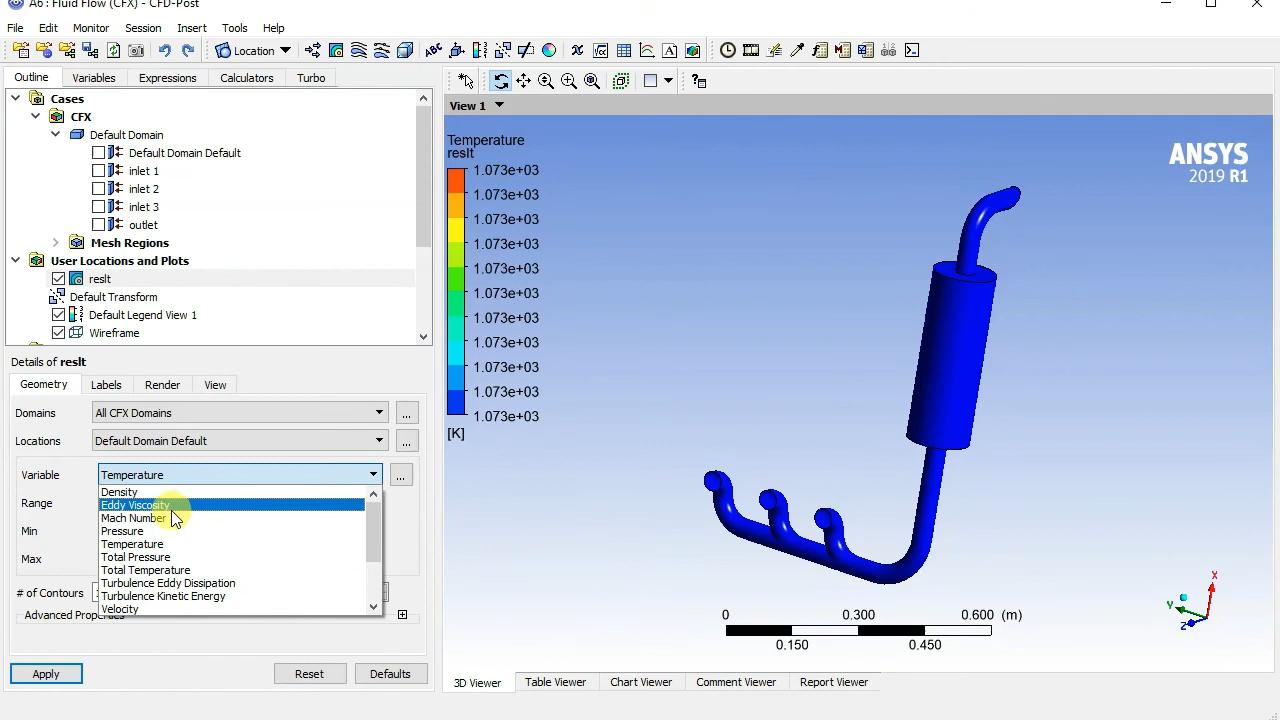 A6 : Fluid Flow (CFX) - CFD-Post
File Edit Monitor Session Insert Tools Help
Location
Outline Variables Expressions Calculators Turbo
Cases
CFX
Default Domain
Default Domain Default
inlet 1
inlet 2
inlet 3
outlet
Mesh Regions
User Locations and Plots
reslt
Default Transform
Default Legend View 1
Wireframe
Details of reslt
Geometry Labels Render View
Domains All CFX Domains ...
Locations Default Domain Default ...
Variable Temperature ...
Range
Min
Max
# of Contours
Advanced Properties
Density
Eddy Viscosity
Mach Number
Pressure
Temperature
Total Pressure
Total Temperature
Turbulence Eddy Dissipation
Turbulence Kinetic Energy
Velocity
Apply Reset Defaults
View 1
Temperature
reslt
1.073e+03
1.073e+03
1.073e+03
1.073e+03
1.073e+03
1.073e+03
1.073e+03
1.073e+03
1.073e+03
1.073e+03
1.073e+03
[K]
ANSYS
2019 R1
0 0.300 0.600 (m)
0.150 0.450
X
Y
Z
3D Viewer Table Viewer Chart Viewer Comment Viewer Report Viewer